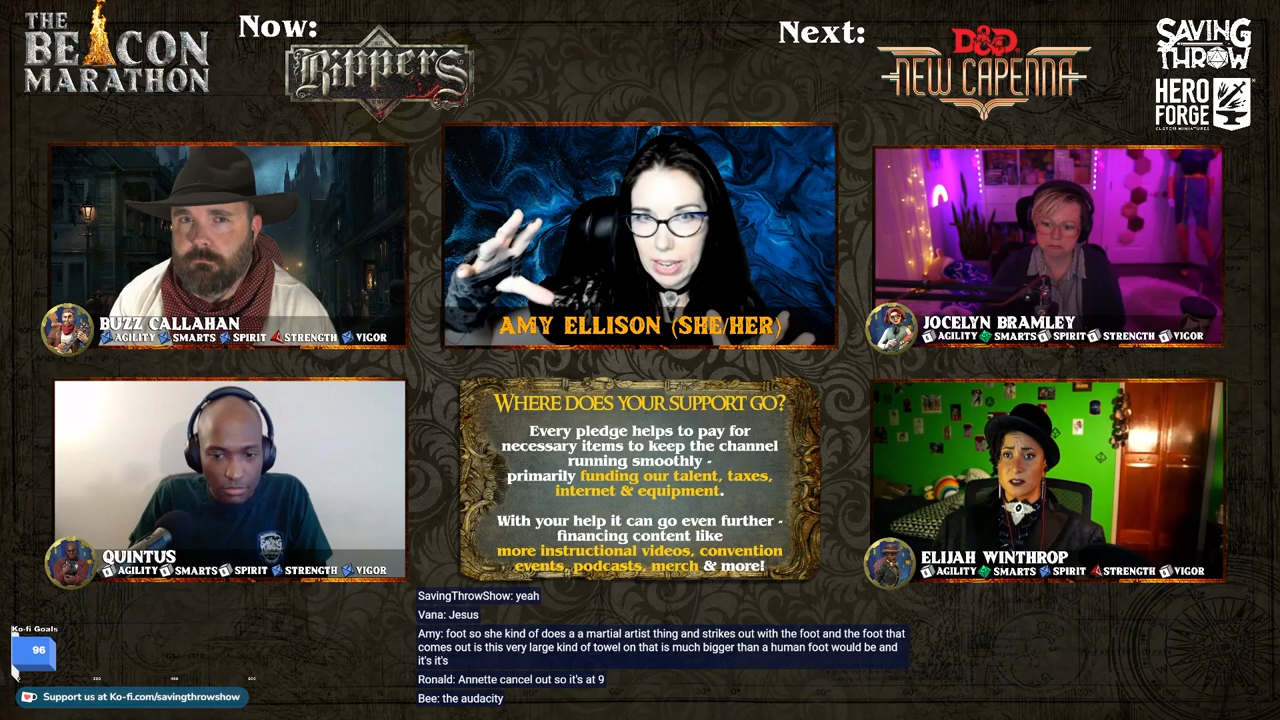 THE
BEACON
MARATHON
Now:
Rippers
Next:
D&D
NEW CAPENNA
SAVING
THROW
HERO
FORGE
CUSTOM MINIATURES
BUZZ CALLAHAN
AGILITY SMARTS SPIRIT STRENGTH VIGOR
AMY ELLISON (SHE/HER)
JOCELYN BRAMLEY
AGILITY SMARTS SPIRIT STRENGTH VIGOR
QUINTUS
AGILITY SMARTS SPIRIT STRENGTH VIGOR
WHERE DOES YOUR SUPPORT GO?
Every pledge helps to pay for
necessary items to keep the channel
running smoothly -
primarily funding our talent, taxes,
internet & equipment.
With your help it can go even further -
financing content like
more instructional videos, convention
events, podcasts, merch & more!
ELIJAH WINTHROP
AGILITY SMARTS SPIRIT STRENGTH VIGOR
SavingThrowShow: yeah
Vana: Jesus
Amy: foot so she kind of does a a martial artist thing and strikes out with the foot and the foot that
comes out is this very large kind of towel on that is much bigger than a human foot would be and
it's it's
Ronald: Annette cancel out so it's at 9
Bee: the audacity
Ko-fi Goals
96
Support us at Ko-fi.com/savingthrowshow